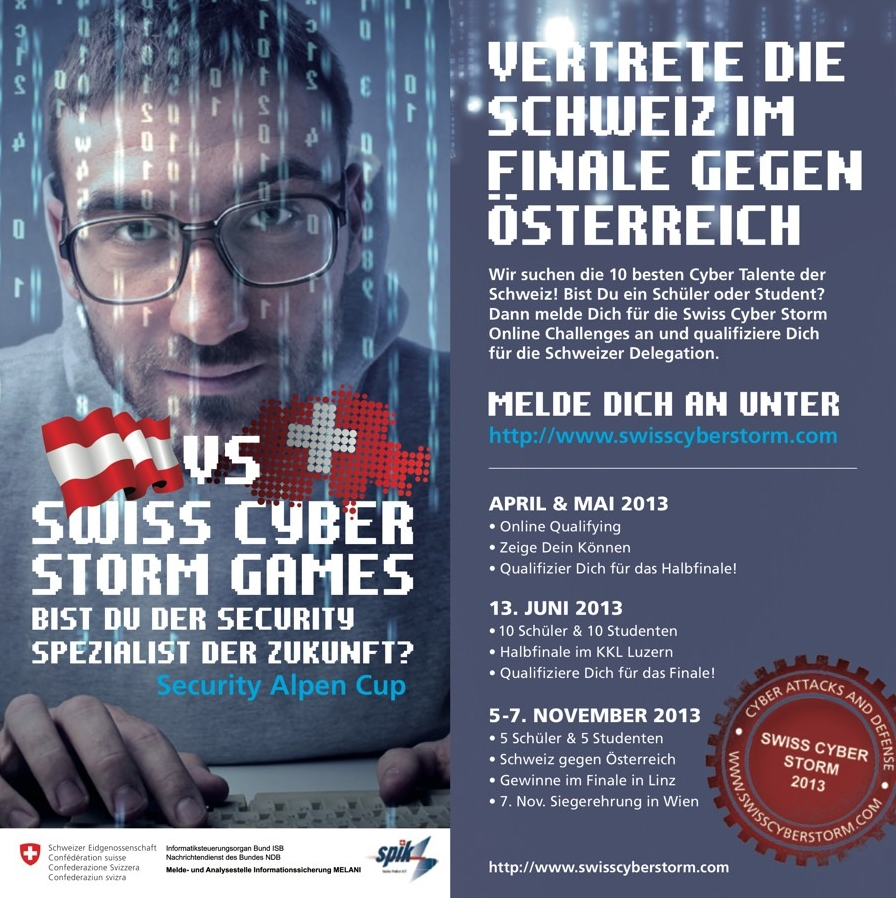 VS
SWISS CYBER
STORM GAMES
BIST DU DER SECURITY
SPEZIALIST DER ZUKUNFT?
Security Alpen Cup
Schweizer Eidgenossenschaft
Confédération suisse
Confederazione Svizzera
Confederaziun svizra
Informatiksteuerungsorgan Bund ISB
Nachrichtendienst des Bundes NDB
Melde- und Analysestelle Informationssicherung MELANI
spik
VERTRETE DIE
SCHWEIZ IM
FINALE GEGEN
ÖSTERREICH
Wir suchen die 10 besten Cyber Talente der
Schweiz! Bist Du ein Schüler oder Student?
Dann melde Dich für die Swiss Cyber Storm
Online Challenges an und qualifiziere Dich
für die Schweizer Delegation.
MELDE DICH AN UNTER
http://www.swisscyberstorm.com
APRIL & MAI 2013
• Online Qualifying
• Zeige Dein Können
• Qualifizier Dich für das Halbfinale!
13. JUNI 2013
• 10 Schüler & 10 Studenten
• Halbfinale im KKL Luzern
• Qualifiziere Dich für das Finale!
5-7. NOVEMBER 2013
• 5 Schüler & 5 Studenten
• Schweiz gegen Österreich
• Gewinne im Finale in Linz
• 7. Nov. Siegerehrung in Wien
CYBER ATTACKS AND DEFENSE
SWISS CYBER
STORM
2013
WWW.SWISSCYBERSTORM.COM
http://www.swisscyberstorm.com